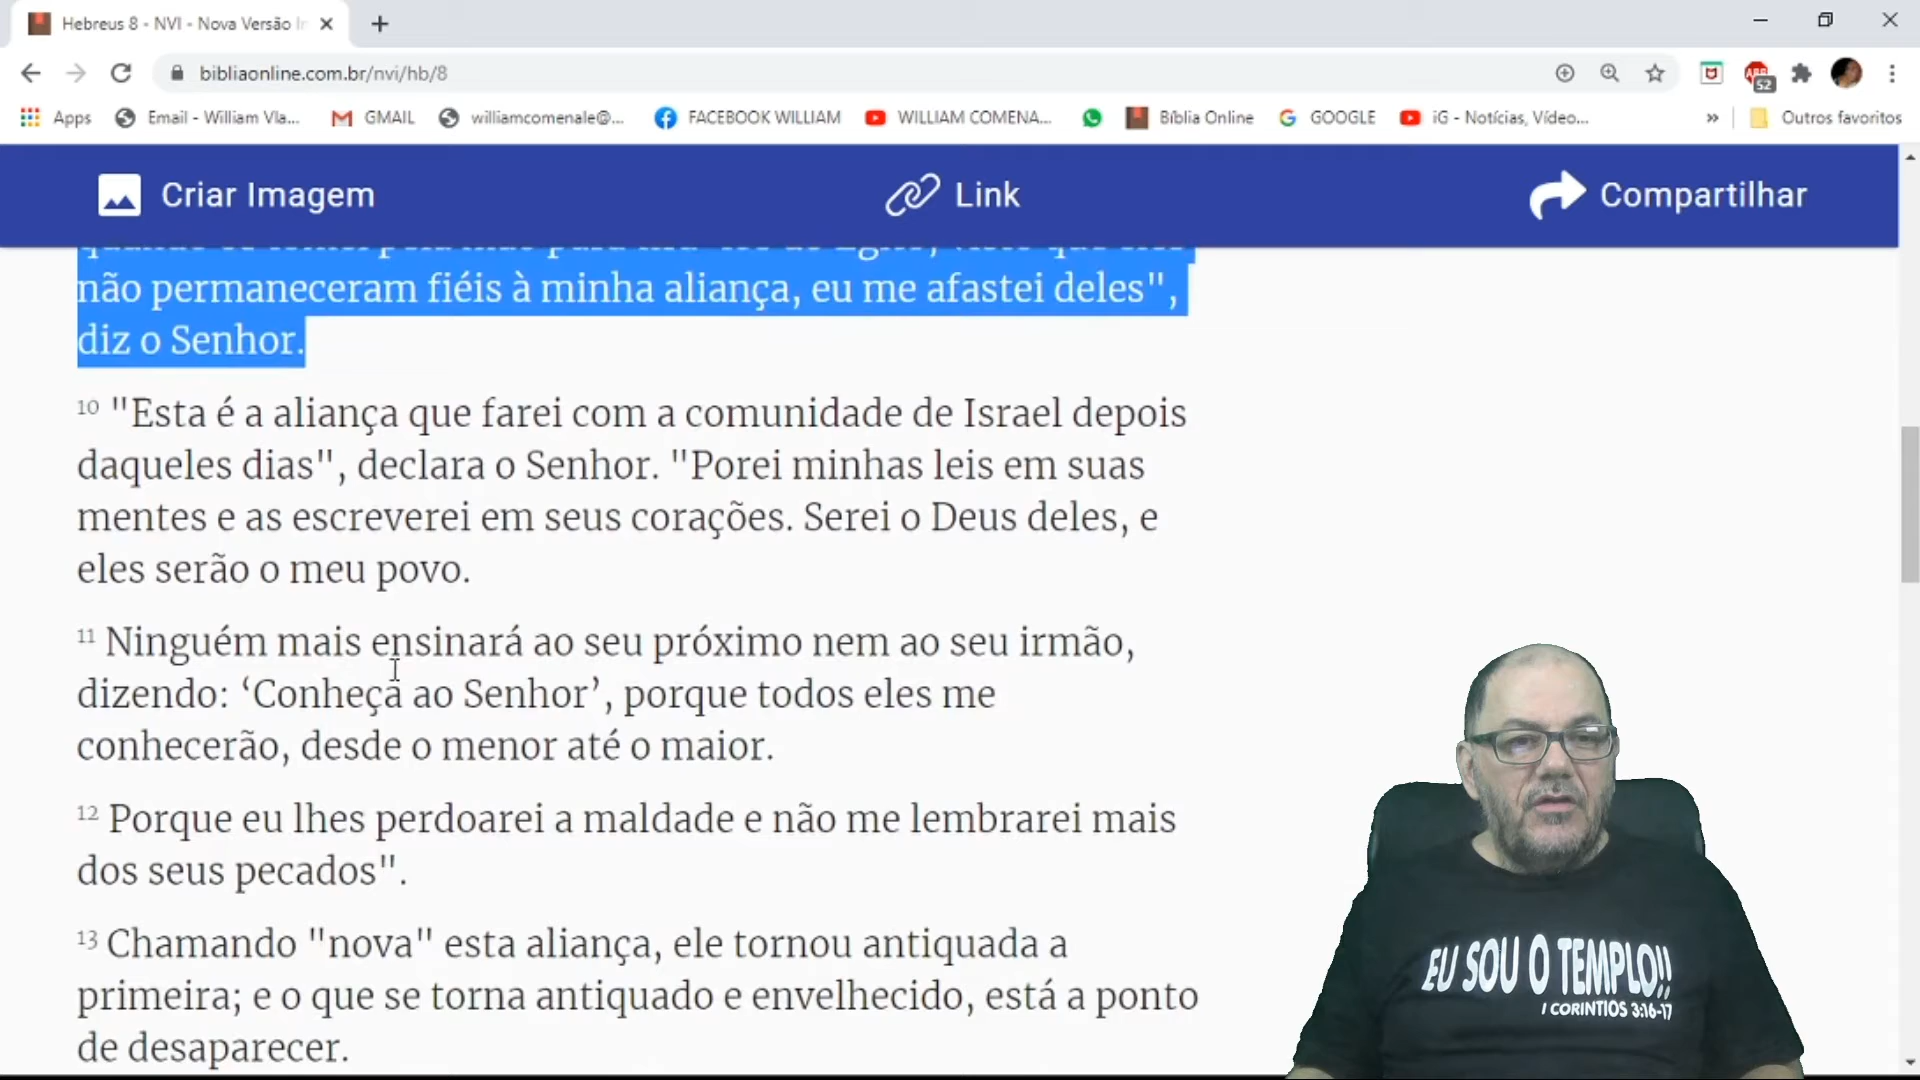 Hebreus 8 - NVI - Nova Versão In
bibliaonline.com.br/nvi/hb/8
52
Apps
Email - William Vla...
GMAIL
williamcomenale@...
FACEBOOK WILLIAM
WILLIAM COMENA...
Bíblia Online
GOOGLE
iG - Notícias, Vídeo...
»
Outros favoritos
Criar Imagem
Link
Compartilhar
não permaneceram fiéis à minha aliança, eu me afastei deles",
diz o Senhor.
10 "Esta é a aliança que farei com a comunidade de Israel depois
daqueles dias", declara o Senhor. "Porei minhas leis em suas
mentes e as escreverei em seus corações. Serei o Deus deles, e
eles serão o meu povo.
11 Ninguém mais ensinará ao seu próximo nem ao seu irmão,
dizendo: ‘Conheça ao Senhor’, porque todos eles me
conhecerão, desde o menor até o maior.
12 Porque eu lhes perdoarei a maldade e não me lembrarei mais
dos seus pecados".
13 Chamando "nova" esta aliança, ele tornou antiquada a
primeira; e o que se torna antiquado e envelhecido, está a ponto
de desaparecer.
EU SOU O TEMPLO!!
I CORINTIOS 3:16-17